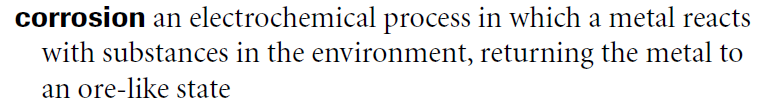 corrosion an electrochemical process in which a metal reacts
with substances in the environment, returning the metal to
an ore-like state